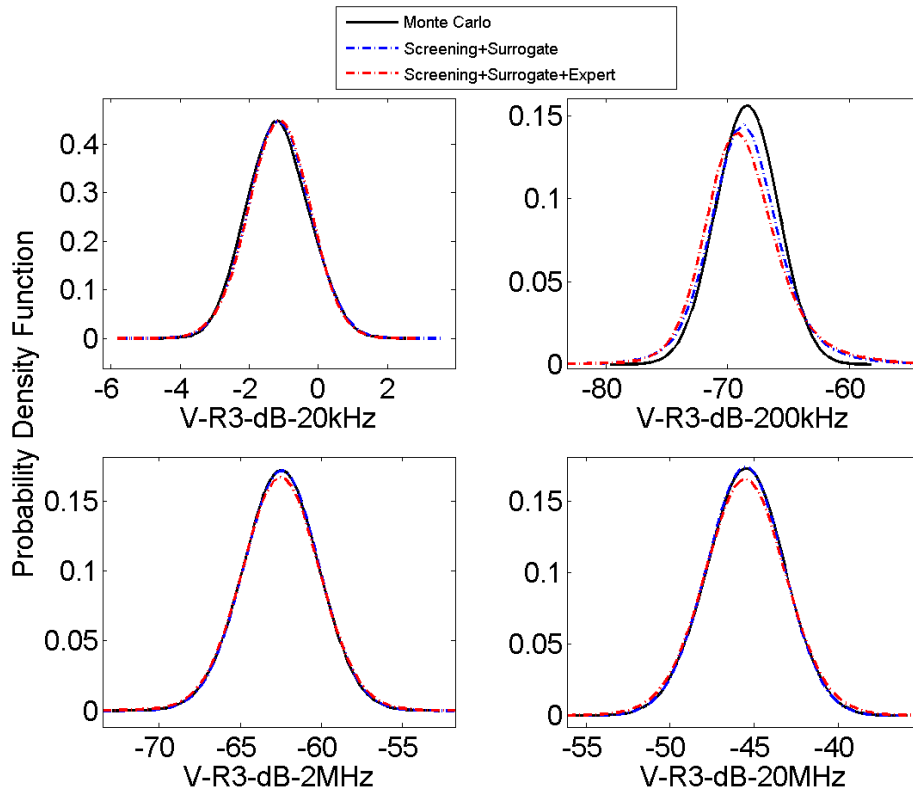 Monte Carlo
Screening+Surrogate
Screening+Surrogate+Expert
Probability Density Function
0.4
0.3
0.2
0.1
0
-6 -4 -2 0 2
V-R3-dB-20kHz
0.15
0.1
0.05
0
-80 -70 -60
V-R3-dB-200kHz
0.15
0.1
0.05
0
-70 -65 -60 -55
V-R3-dB-2MHz
0.15
0.1
0.05
0
-55 -50 -45 -40
V-R3-dB-20MHz